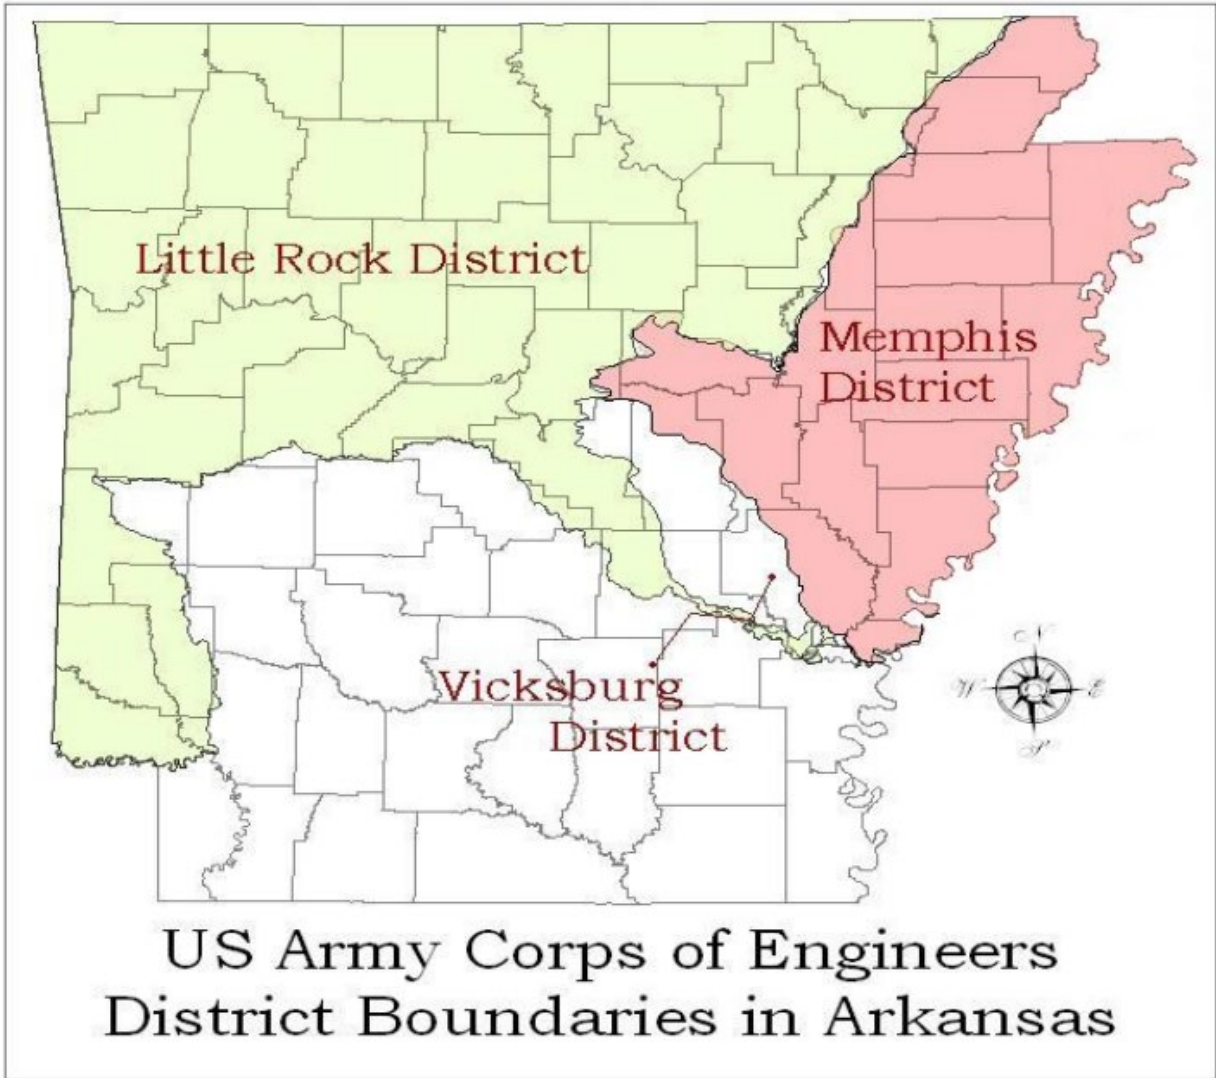 Little Rock District
Memphis
District
Vicksburg
District
N
W
E
S
US Army Corps of Engineers
District Boundaries in Arkansas